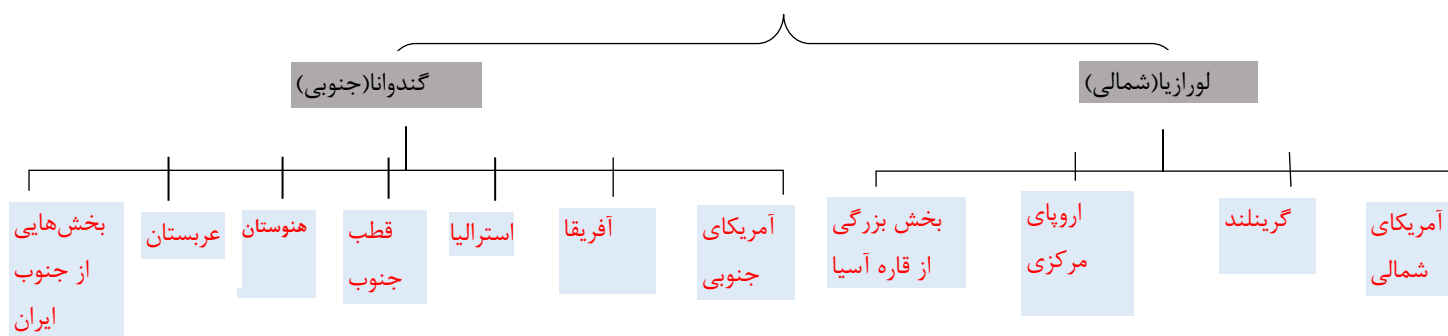 لورازیا(شمالی)
گندوانا(جنوبی)
آمریکای
شمالی
گرینلند
اروپای
مرکزی
بخش بزرگی
از قاره آسیا
آمریکای
جنوبی
آفریقا
استرالیا
قطب
جنوب
هنوستان
عربستان
بخش‌هایی
از جنوب
ایران